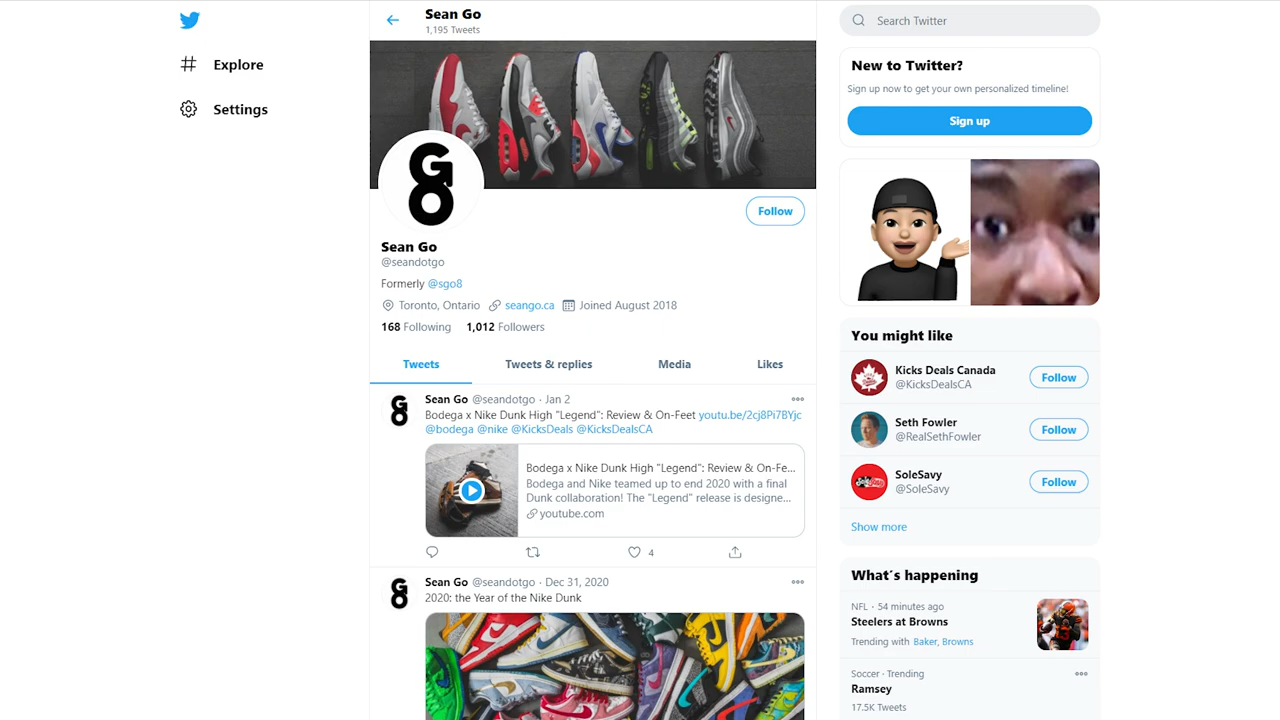 Explore
Settings
Sean Go
1,195 Tweets
GO
Follow
Sean Go
@seandotgo
Formerly @sgo8
Toronto, Ontario seango.ca Joined August 2018
168 Following 1,012 Followers
Tweets Tweets & replies Media Likes
Sean Go @seandotgo · Jan 2
Bodega x Nike Dunk High "Legend": Review & On-Feet youtu.be/2cj8Pi7BYjc
@bodega @nike @KicksDeals @KicksDealsCA
Bodega x Nike Dunk High "Legend": Review & On-Fe...
Bodega and Nike teamed up to end 2020 with a final
Dunk collaboration! The "Legend" release is designe...
youtube.com
4
Sean Go @seandotgo · Dec 31, 2020
2020: the Year of the Nike Dunk
Search Twitter
New to Twitter?
Sign up now to get your own personalized timeline!
Sign up
You might like
Kicks Deals Canada
@KicksDealsCA
Follow
Seth Fowler
@RealSethFowler
Follow
SoleSavy
@SoleSavy
Follow
Show more
What's happening
NFL · 54 minutes ago
Steelers at Browns
Trending with Baker, Browns
Soccer · Trending
Ramsey
17.5K Tweets